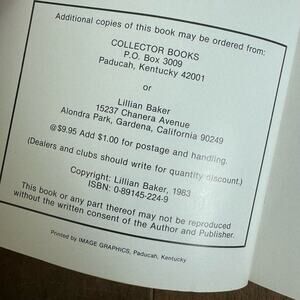 Additional copies of this book may be ordered from:
COLLECTOR BOOKS
P.O. Box 3009
Paducah, Kentucky 42001
or
Lillian Baker
15237 Chanera Avenue
Alondra Park, Gardena, California 90249
@$9.95 Add $1.00 for postage and handling.
(Dealers and clubs should write for quantity discount.)
Copyright: Lillian Baker, 1983
ISBN: 0-89145-224-9
This book or any part thereof may not be reproduced
without the written consent of the Author and Publisher.
Printed by IMAGE GRAPHICS, Paducah, Kentucky